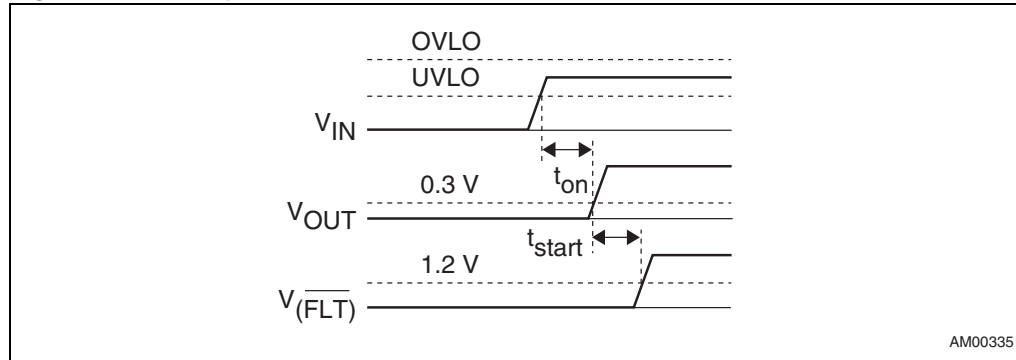 OVLO
UVLO
VIN
ton
0.3 V
VOUT
tstart
1.2 V
V(FLT)
AM00335